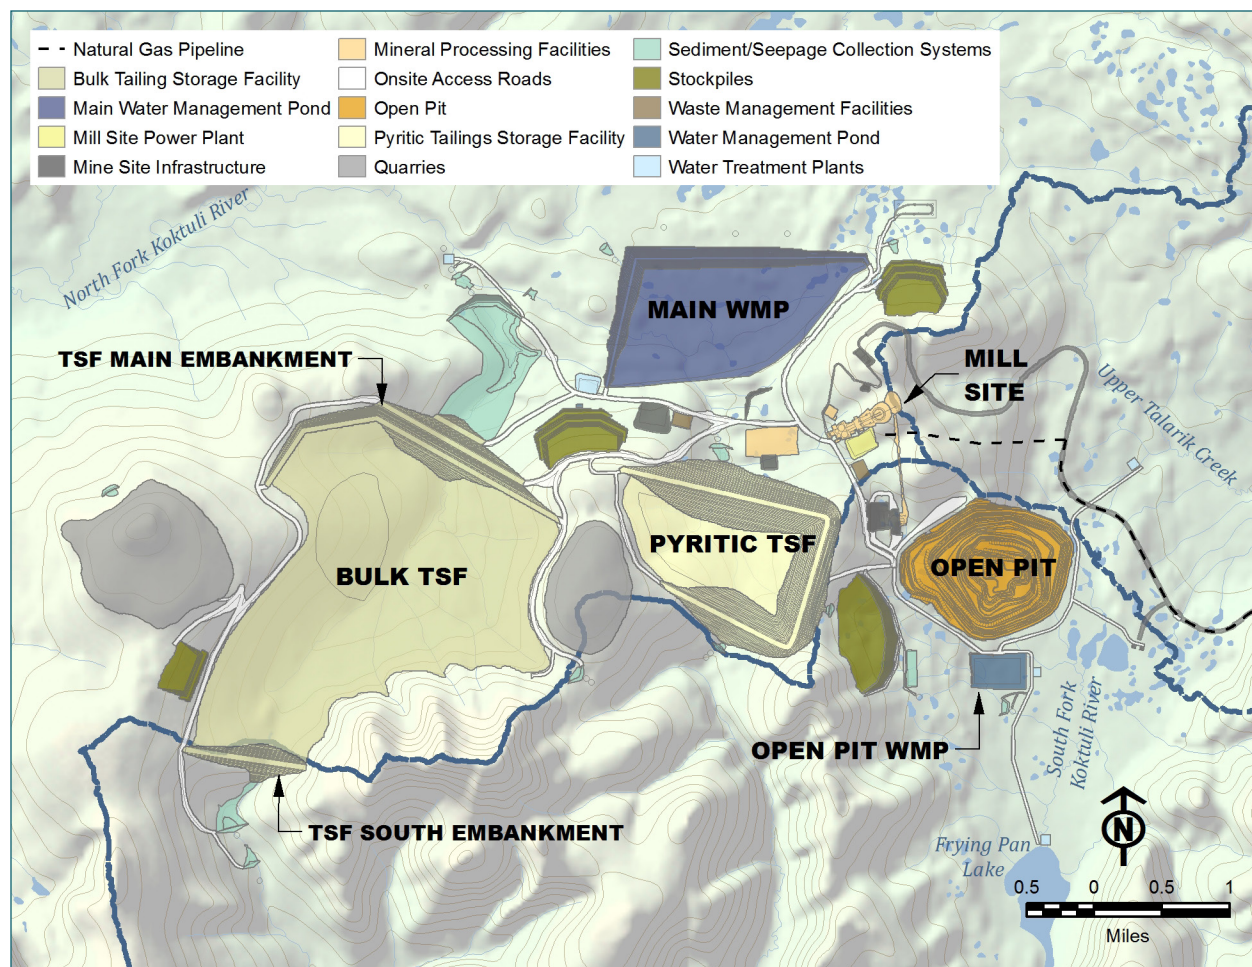 Natural Gas Pipeline
Bulk Tailing Storage Facility
Main Water Management Pond
Mill Site Power Plant
Mine Site Infrastructure
Mineral Processing Facilities
Onsite Access Roads
Open Pit
Pyritic Tailings Storage Facility
Quarries
Sediment/Seepage Collection Systems
Stockpiles
Waste Management Facilities
Water Management Pond
Water Treatment Plants
North Fork Koktuli River
MAIN WMP
TSF MAIN EMBANKMENT
MILL
SITE
Upper Talarik Creek
PYRITIC TSF
OPEN PIT
BULK TSF
South Fork
Koktuli River
OPEN PIT WMP
TSF SOUTH EMBANKMENT
N
Frying Pan
Lake
0.5 0 0.5 1
Miles